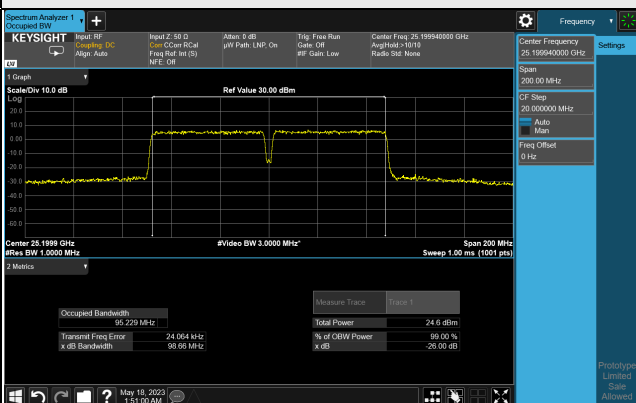 Spectrum Analyzer 1
Occupied BW
+
Frequency
KEYSIGHT
Input: RF
Coupling: DC
Align: Auto
Input Z: 50 Ω
Corr CCorr RCal
Freq Ref: Int (S)
NFE: Off
Atten: 0 dB
µW Path: LNP, On
Trig: Free Run
Gate: Off
#IF Gain: Low
Center Freq: 25.199940000 GHz
Avg|Hold:>10/10
Radio Std: None
LXI
Center Frequency
25.199940000 GHz
Settings
Span
200.00 MHz
CF Step
20.000000 MHz
Auto
Man
Freq Offset
0 Hz
1 Graph
Scale/Div 10.0 dB
Ref Value 30.00 dBm
Log
20.0
10.0
0.00
-10.0
-20.0
-30.0
-40.0
-50.0
-60.0
Center 25.1999 GHz
#Video BW 3.0000 MHz*
Span 200 MHz
#Res BW 1.0000 MHz
Sweep 1.00 ms (1001 pts)
2 Metrics
Measure Trace
Trace 1
Occupied Bandwidth
95.229 MHz
Total Power
24.6 dBm
Transmit Freq Error
24.064 kHz
% of OBW Power
99.00 %
x dB Bandwidth
98.66 MHz
x dB
-26.00 dB
Prototype
Limited
Sale
Allowed
?
May 18, 2023
1:51:00 AM